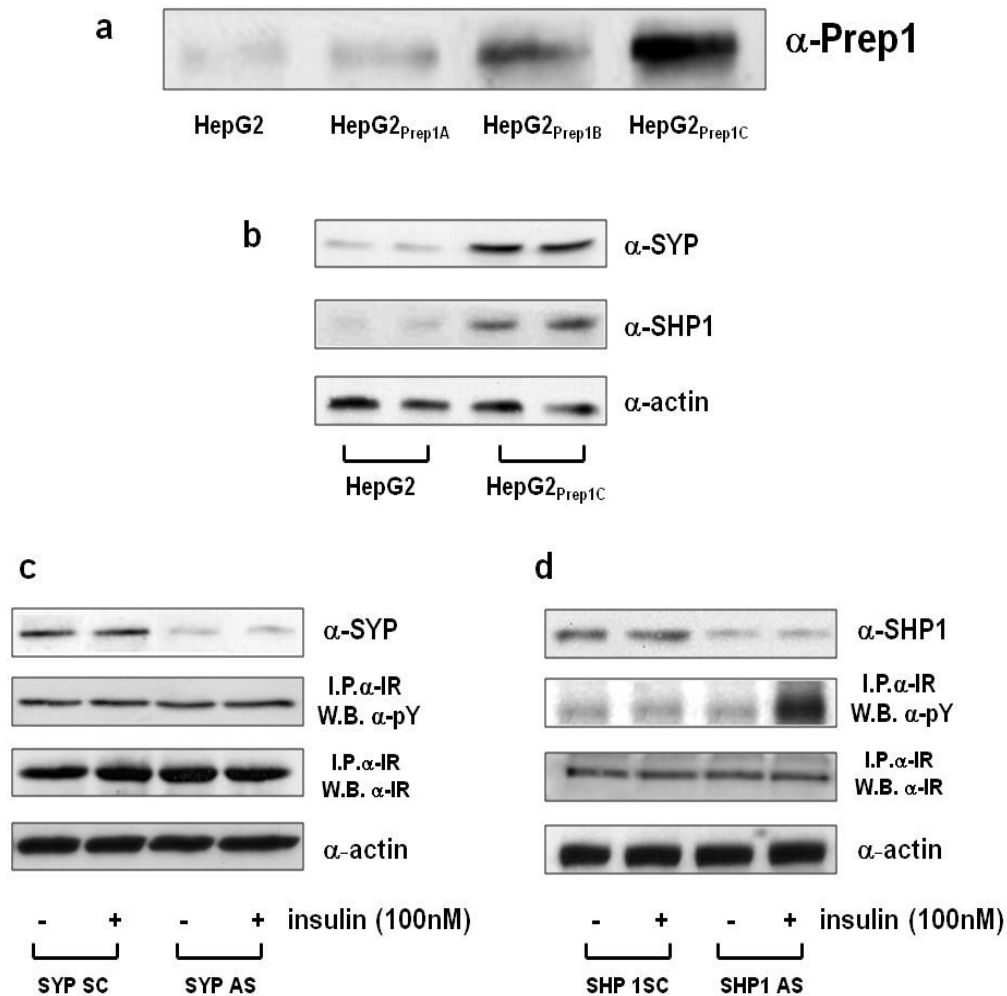 a
α-Prep1
HepG2 HepG2Prep1A HepG2Prep1B HepG2Prep1C
b
α-SYP
α-SHP1
α-actin
HepG2 HepG2Prep1C
c
α-SYP
I.P.α-IR
W.B. α-pY
I.P.α-IR
W.B. α-IR
α-actin
- + - + insulin (100nM)
SYP SC SYP AS
d
α-SHP1
I.P.α-IR
W.B. α-pY
I.P.α-IR
W.B. α-IR
α-actin
- + - + insulin (100nM)
SHP 1SC SHP1 AS